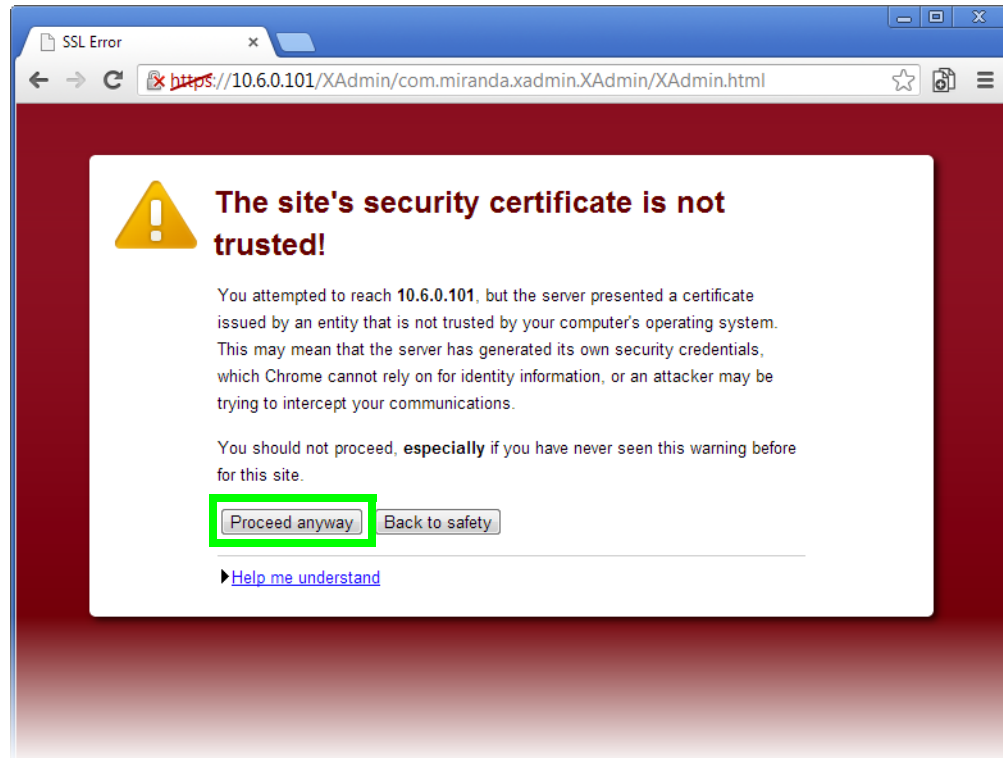 SSL Error
https://10.6.0.101/XAdmin/com.miranda.xadmin.XAdmin/XAdmin.html
The site's security certificate is not
trusted!
You attempted to reach 10.6.0.101, but the server presented a certificate
issued by an entity that is not trusted by your computer's operating system.
This may mean that the server has generated its own security credentials,
which Chrome cannot rely on for identity information, or an attacker may be
trying to intercept your communications.
You should not proceed, especially if you have never seen this warning before
for this site.
Proceed anyway Back to safety
Help me understand